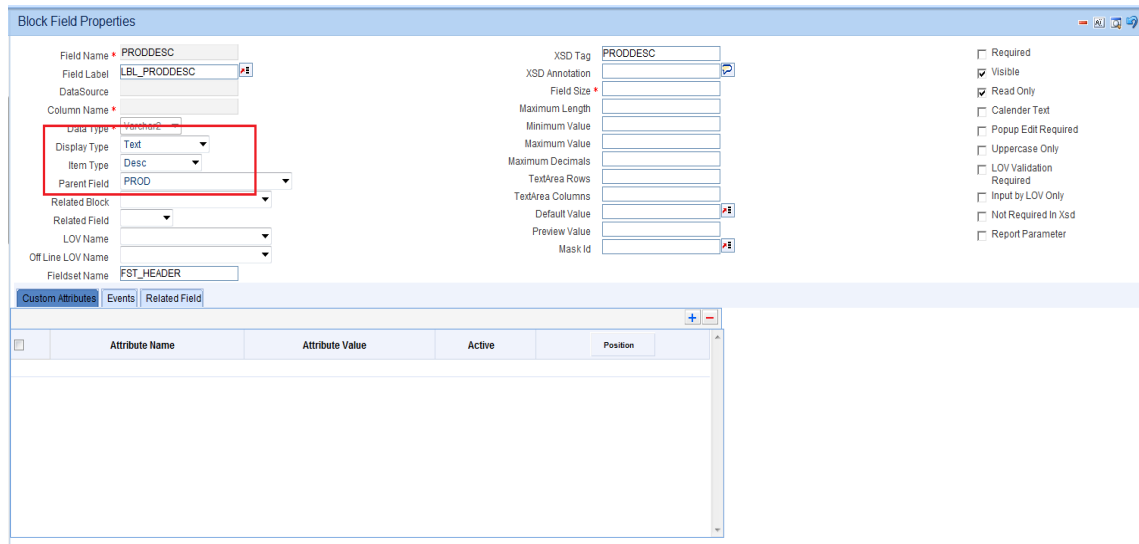 Block Field Properties
Field Name * PRODDESC
Field Label LBL_PRODDESC
DataSource
Column Name *
Data Type * Varchar2
Display Type Text
Item Type Desc
Parent Field PROD
Related Block
Related Field
LOV Name
Off Line LOV Name
Fieldset Name FST_HEADER
XSD Tag PRODDESC
XSD Annotation
Field Size *
Maximum Length
Minimum Value
Maximum Value
Maximum Decimals
TextArea Rows
TextArea Columns
Default Value
Preview Value
Mask Id
Required
Visible
Read Only
Calender Text
Popup Edit Required
Uppercase Only
LOV Validation
Required
Input by LOV Only
Not Required In Xsd
Report Parameter
Custom Attributes Events Related Field
Attribute Name Attribute Value Active Position